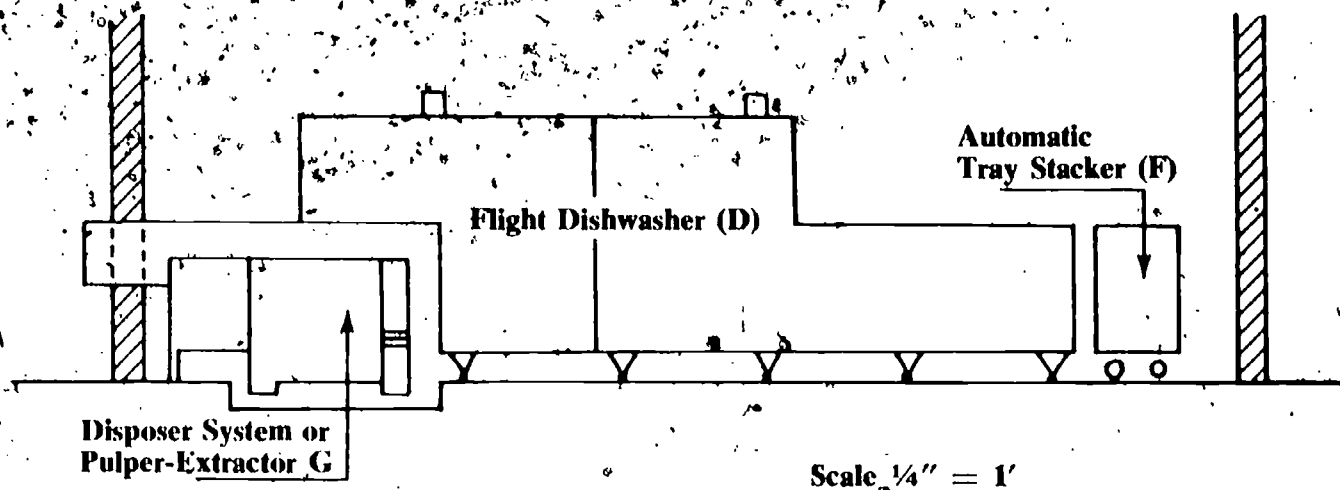 Automatic
Tray Stacker (F)
Flight Dishwasher (D)
Disposer System or
Pulper-Extractor G
Scale ¼″ = 1′